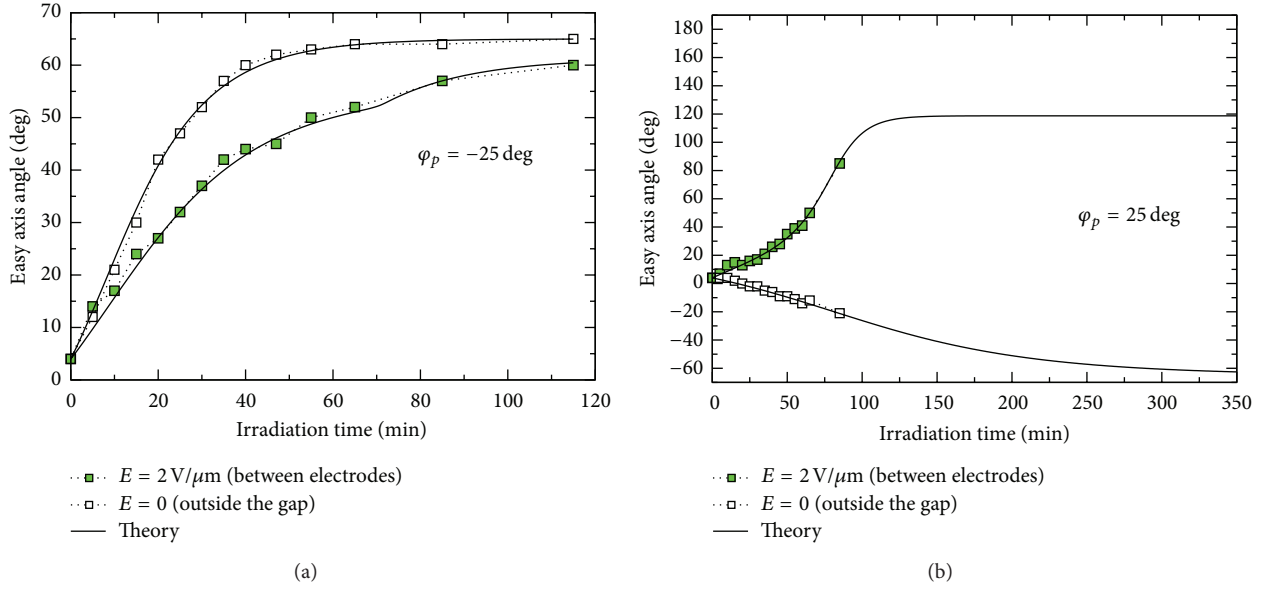 70
60
50
40
30
20
10
0
Easy axis angle (deg)
φp = −25 deg
0 20 40 60 80 100 120
Irradiation time (min)
E = 2 V/μm (between electrodes)
E = 0 (outside the gap)
Theory
(a)
180
160
140
120
100
80
60
40
20
0
−20
−40
−60
Easy axis angle (deg)
φp = 25 deg
0 50 100 150 200 250 300 350
Irradiation time (min)
E = 2 V/μm (between electrodes)
E = 0 (outside the gap)
Theory
(b)